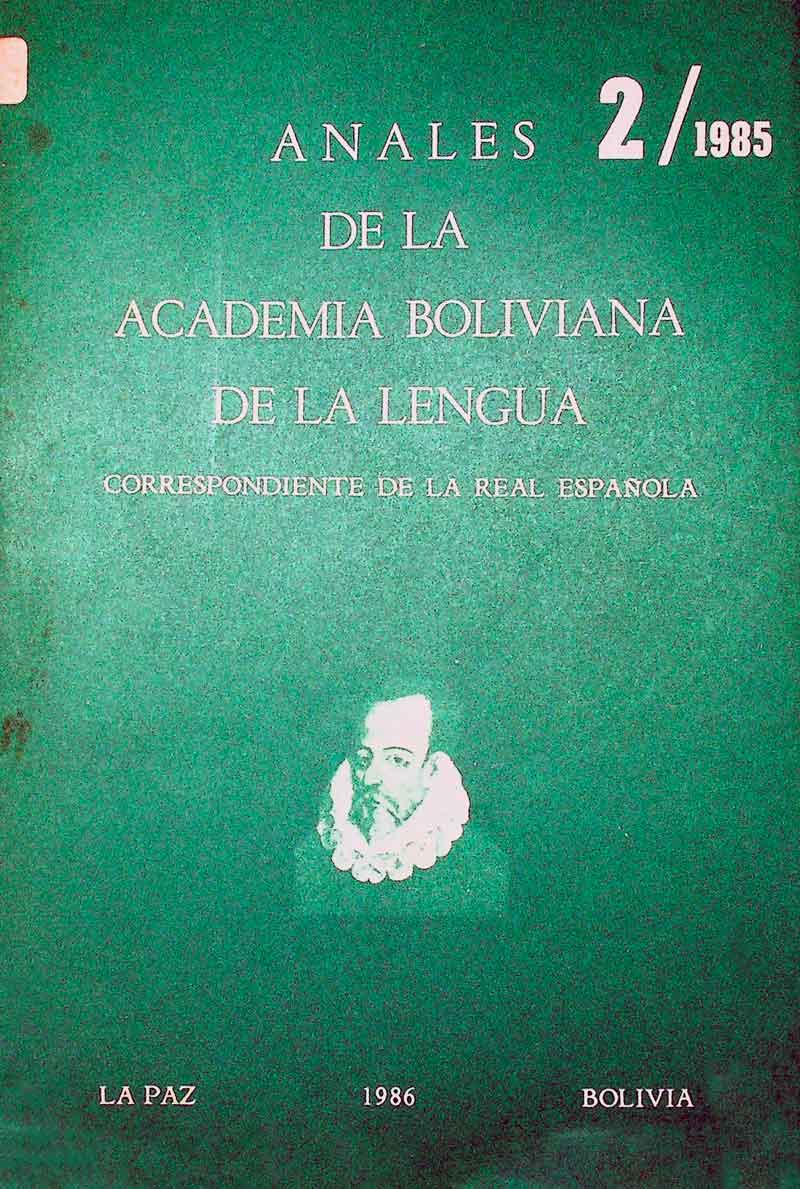 ANALES 2/1985
DE LA
ACADEMIA BOLIVIANA
DE LA LENGUA
CORRESPONDIENTE DE LA REAL ESPAÑOLA
LA PAZ 1986 BOLIVIA